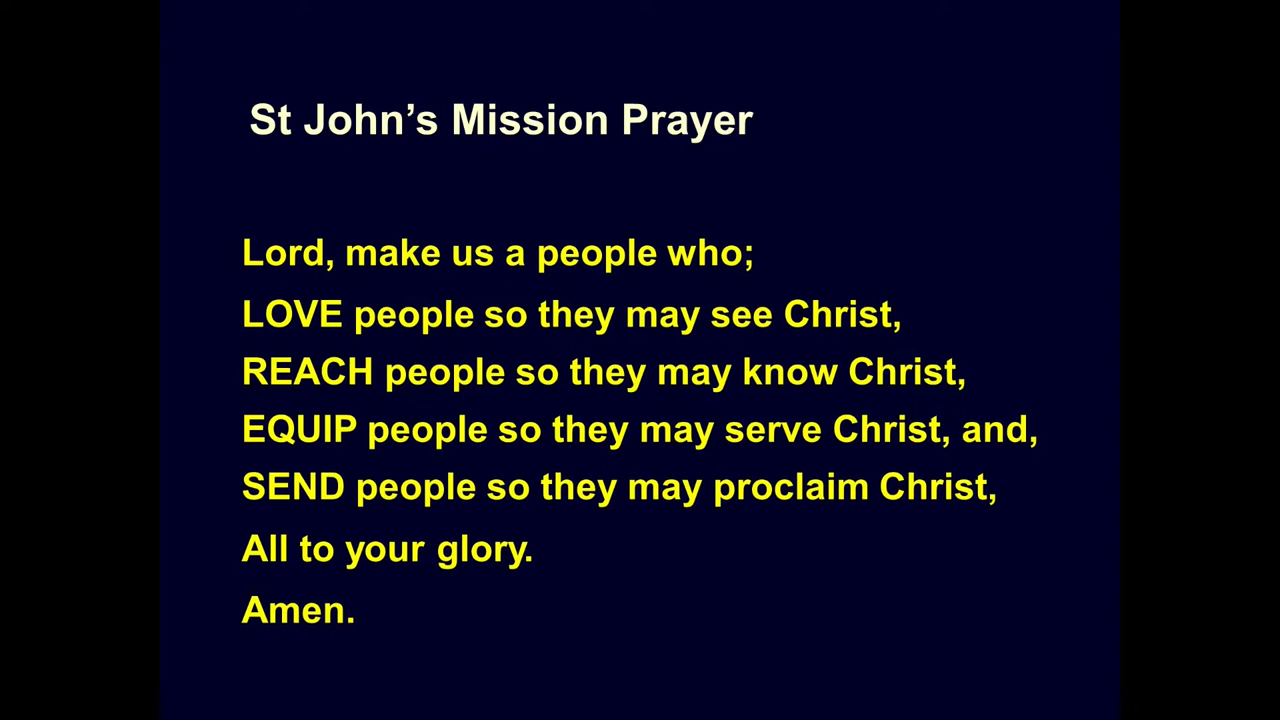 St John’s Mission Prayer
Lord, make us a people who;
LOVE people so they may see Christ,
REACH people so they may know Christ,
EQUIP people so they may serve Christ, and,
SEND people so they may proclaim Christ,
All to your glory.
Amen.